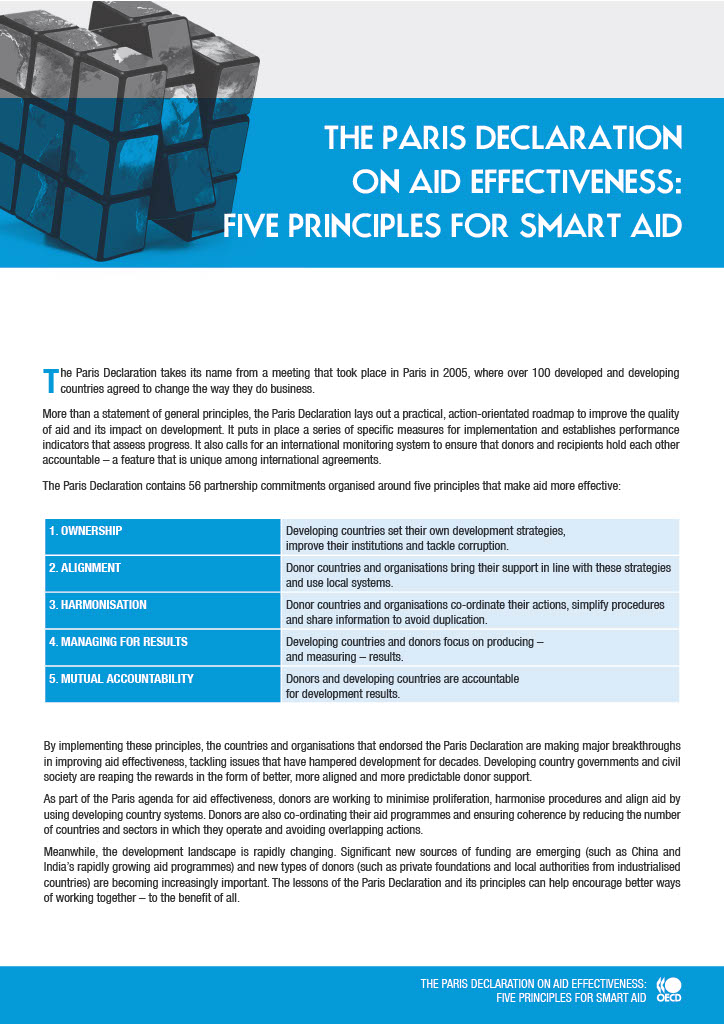 THE PARIS DECLARATION
ON AID EFFECTIVENESS:
FIVE PRINCIPLES FOR SMART AID
The Paris Declaration takes its name from a meeting that took place in Paris in 2005, where over 100 developed and developing
countries agreed to change the way they do business.
More than a statement of general principles, the Paris Declaration lays out a practical, action-orientated roadmap to improve the quality
of aid and its impact on development. It puts in place a series of specific measures for implementation and establishes performance
indicators that assess progress. It also calls for an international monitoring system to ensure that donors and recipients hold each other
accountable – a feature that is unique among international agreements.
The Paris Declaration contains 56 partnership commitments organised around five principles that make aid more effective:
1. OWNERSHIP
Developing countries set their own development strategies,
improve their institutions and tackle corruption.
2. ALIGNMENT
Donor countries and organisations bring their support in line with these strategies
and use local systems.
3. HARMONISATION
Donor countries and organisations co-ordinate their actions, simplify procedures
and share information to avoid duplication.
4. MANAGING FOR RESULTS
Developing countries and donors focus on producing –
and measuring – results.
5. MUTUAL ACCOUNTABILITY
Donors and developing countries are accountable
for development results.
By implementing these principles, the countries and organisations that endorsed the Paris Declaration are making major breakthroughs
in improving aid effectiveness, tackling issues that have hampered development for decades. Developing country governments and civil
society are reaping the rewards in the form of better, more aligned and more predictable donor support.
As part of the Paris agenda for aid effectiveness, donors are working to minimise proliferation, harmonise procedures and align aid by
using developing country systems. Donors are also co-ordinating their aid programmes and ensuring coherence by reducing the number
of countries and sectors in which they operate and avoiding overlapping actions.
Meanwhile, the development landscape is rapidly changing. Significant new sources of funding are emerging (such as China and
India's rapidly growing aid programmes) and new types of donors (such as private foundations and local authorities from industrialised
countries) are becoming increasingly important. The lessons of the Paris Declaration and its principles can help encourage better ways
of working together – to the benefit of all.
THE PARIS DECLARATION ON AID EFFECTIVENESS:
FIVE PRINCIPLES FOR SMART AID
OECD